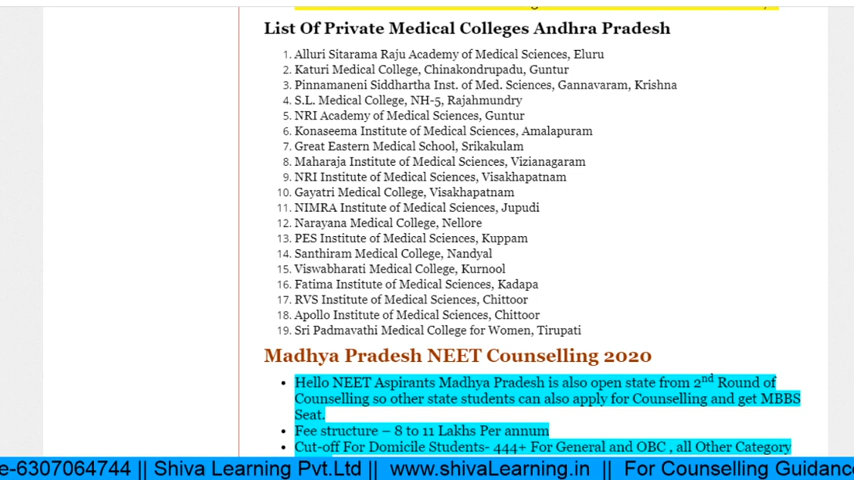 List Of Private Medical Colleges Andhra Pradesh
1. Alluri Sitarama Raju Academy of Medical Sciences, Eluru
2. Katuri Medical College, Chinakondrupadu, Guntur
3. Pinnamaneni Siddhartha Inst. of Med. Sciences, Gannavaram, Krishna
4. S.L. Medical College, NH-5, Rajahmundry
5. NRI Academy of Medical Sciences, Guntur
6. Konaseema Institute of Medical Sciences, Amalapuram
7. Great Eastern Medical School, Srikakulam
8. Maharaja Institute of Medical Sciences, Vizianagaram
9. NRI Institute of Medical Sciences, Visakhapatnam
10. Gayatri Medical College, Visakhapatnam
11. NIMRA Institute of Medical Sciences, Jupudi
12. Narayana Medical College, Nellore
13. PES Institute of Medical Sciences, Kuppam
14. Santhiram Medical College, Nandyal
15. Viswabharati Medical College, Kurnool
16. Fatima Institute of Medical Sciences, Kadapa
17. RVS Institute of Medical Sciences, Chittoor
18. Apollo Institute of Medical Sciences, Chittoor
19. Sri Padmavathi Medical College for Women, Tirupati
Madhya Pradesh NEET Counselling 2020
• Hello NEET Aspirants Madhya Pradesh is also open state from 2nd Round of
Counselling so other state students can also apply for Counselling and get MBBS
Seat.
• Fee structure – 8 to 11 Lakhs Per annum
• Cut-off For Domicile Students- 444+ For General and OBC , all Other Category
e-6307064744 || Shiva Learning Pvt.Ltd || www.shivaLearning.in || For Counselling Guidanc